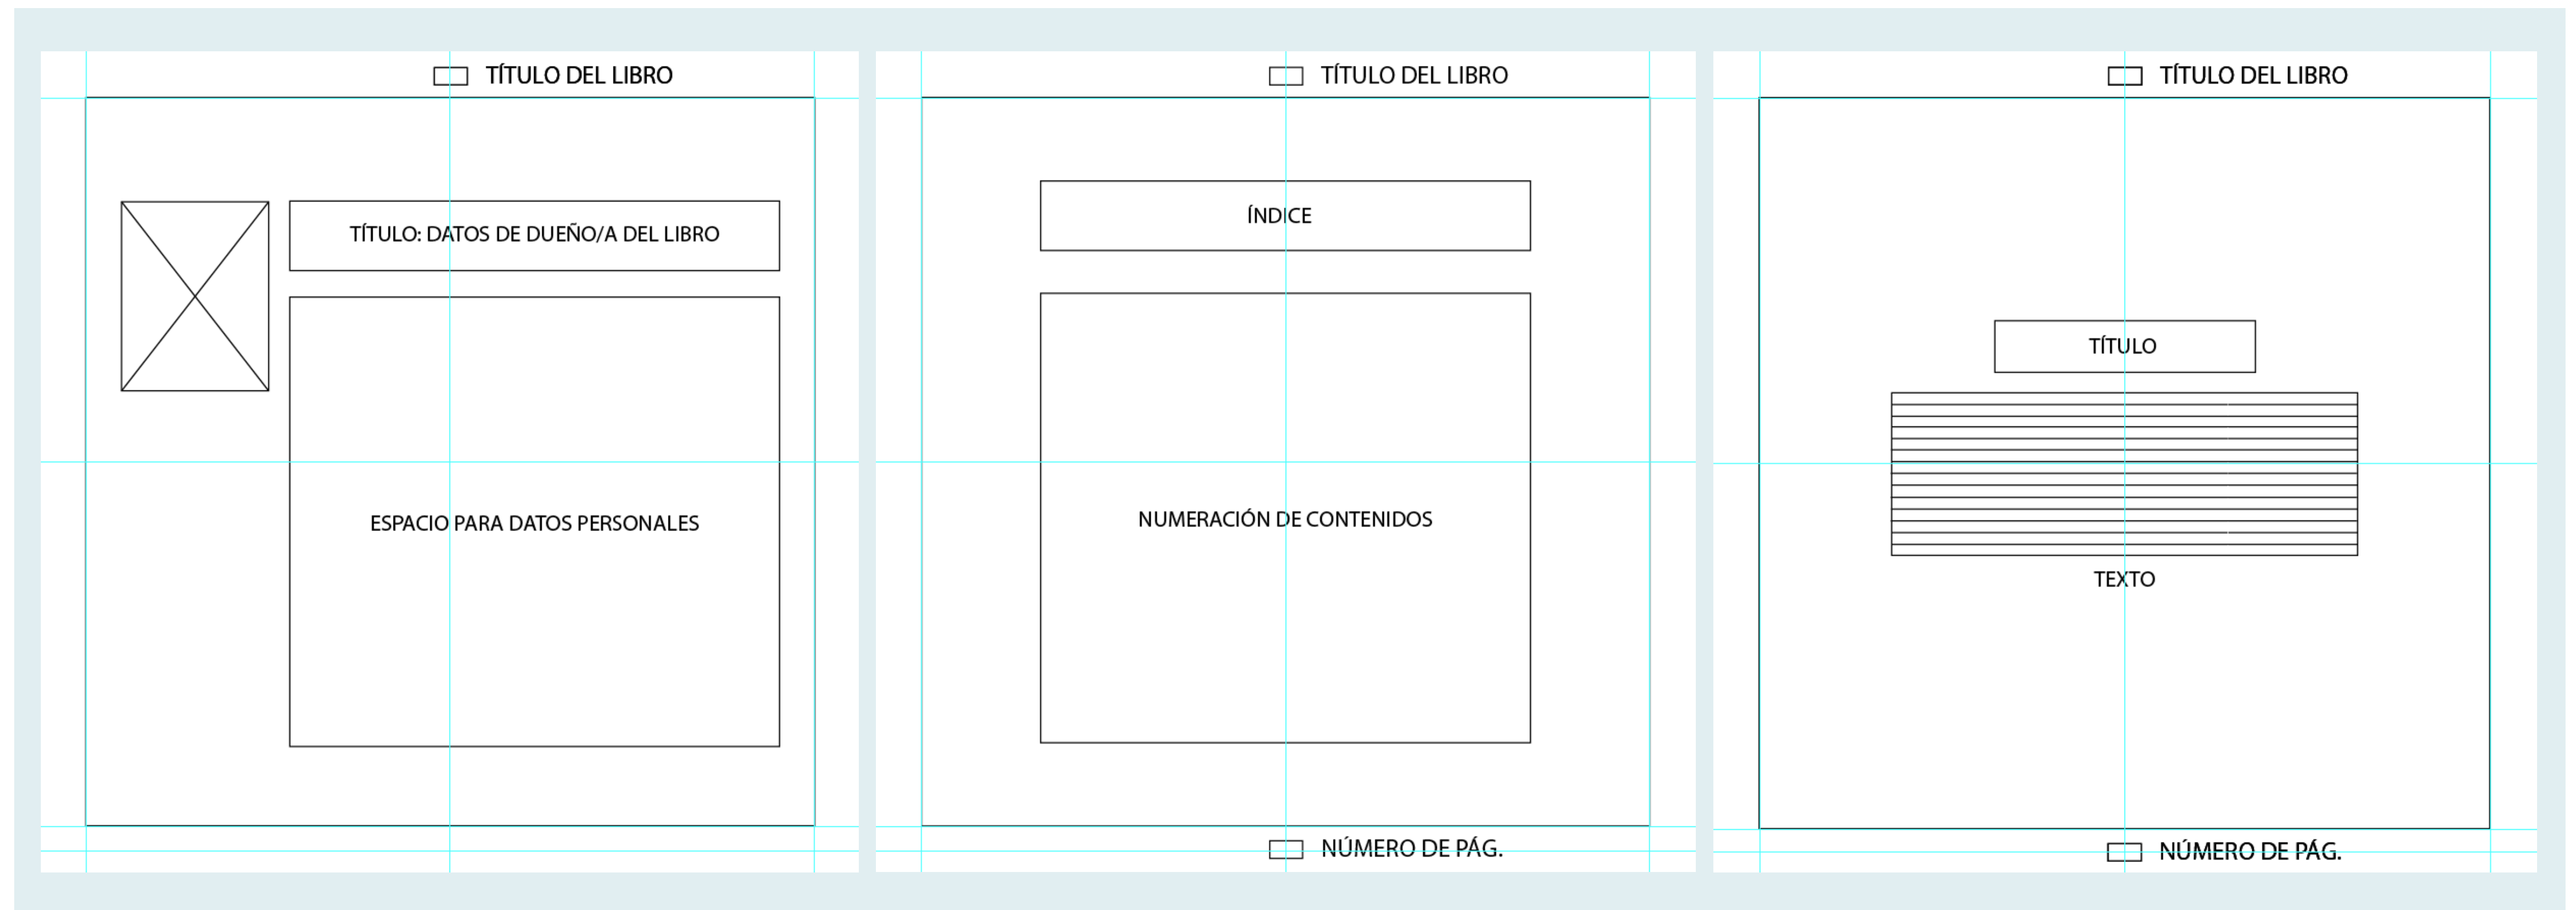 TÍTULO DEL LIBRO
TÍTULO: DATOS DE DUEÑO/A DEL LIBRO
ESPACIO PARA DATOS PERSONALES
TÍTULO DEL LIBRO
ÍNDICE
NUMERACIÓN DE CONTENIDOS
NÚMERO DE PÁG.
TÍTULO DEL LIBRO
TÍTULO
TEXTO
NÚMERO DE PÁG.